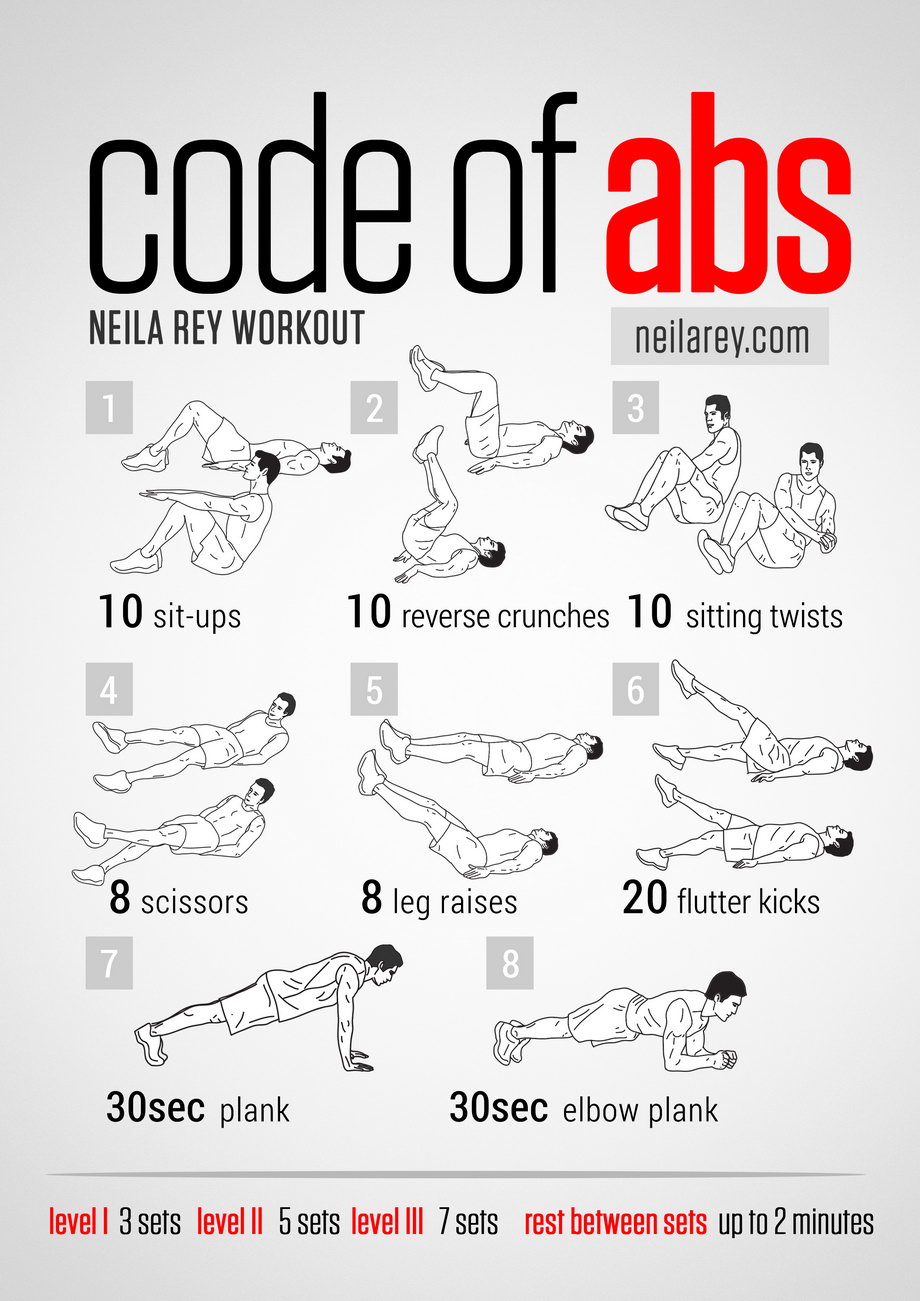 code of abs
NEILA REY WORKOUT
neilarey.com
1
10 sit-ups
2
10 reverse crunches
3
10 sitting twists
4
8 scissors
5
8 leg raises
6
20 flutter kicks
7
30sec plank
8
30sec elbow plank
level I 3 sets level II 5 sets level III 7 sets rest between sets up to 2 minutes